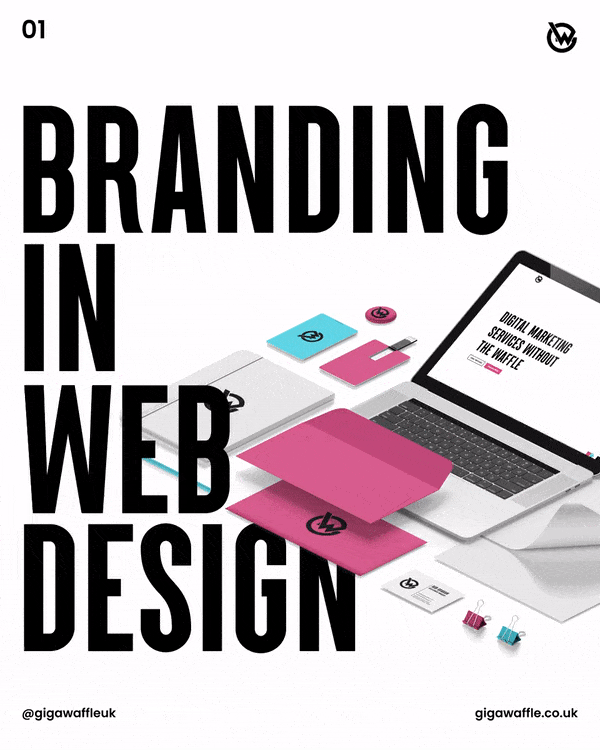 01
BRANDING
IN
WEB
DESIGN
DIGITAL MARKETING
SERVICES WITHOUT
THE WAFFLE
@gigawaffleuk
gigawaffle.co.uk